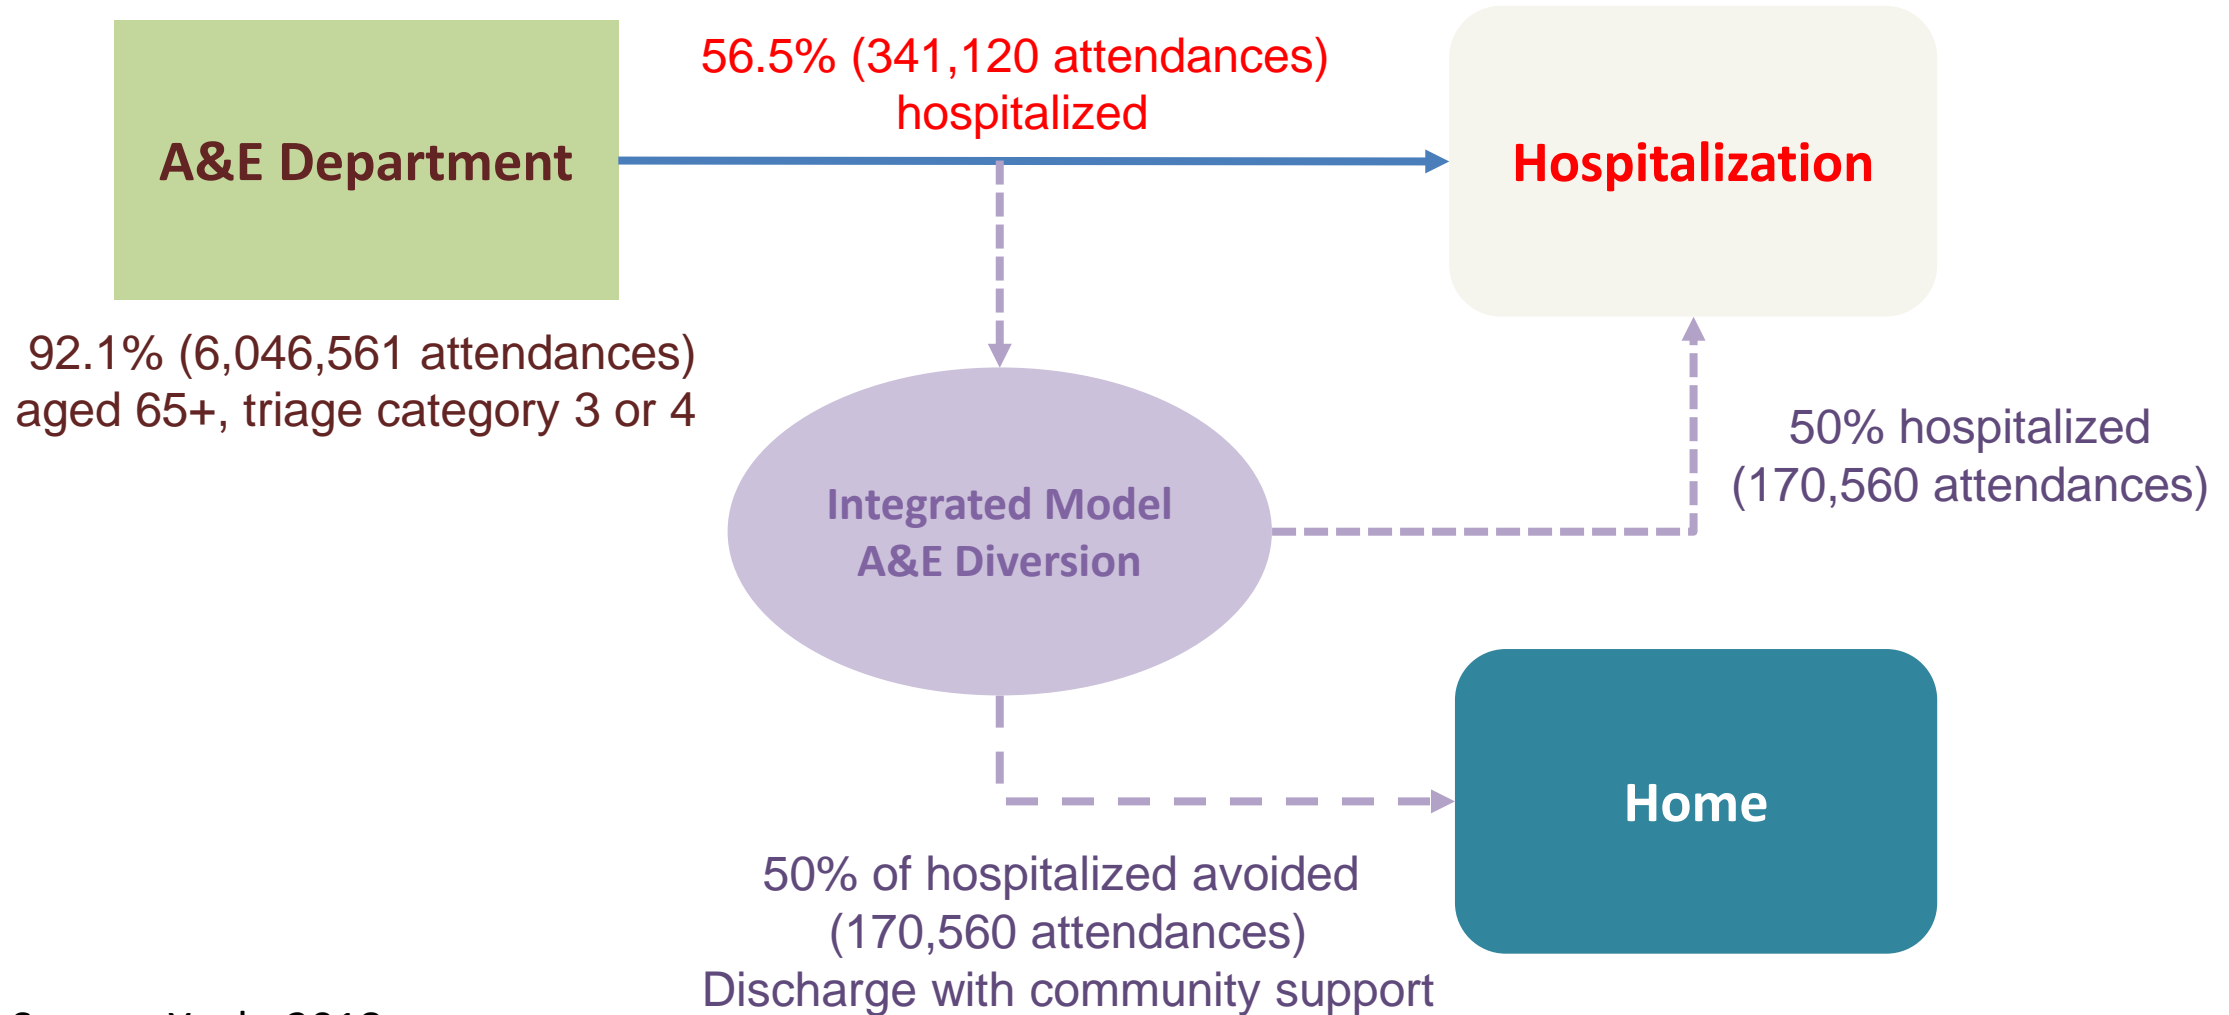 56.5% (341,120 attendances)
hospitalized
A&E Department
Hospitalization
92.1% (6,046,561 attendances)
aged 65+, triage category 3 or 4
50% hospitalized
(170,560 attendances)
Integrated Model
A&E Diversion
Home
50% of hospitalized avoided
(170,560 attendances)
Discharge with community support